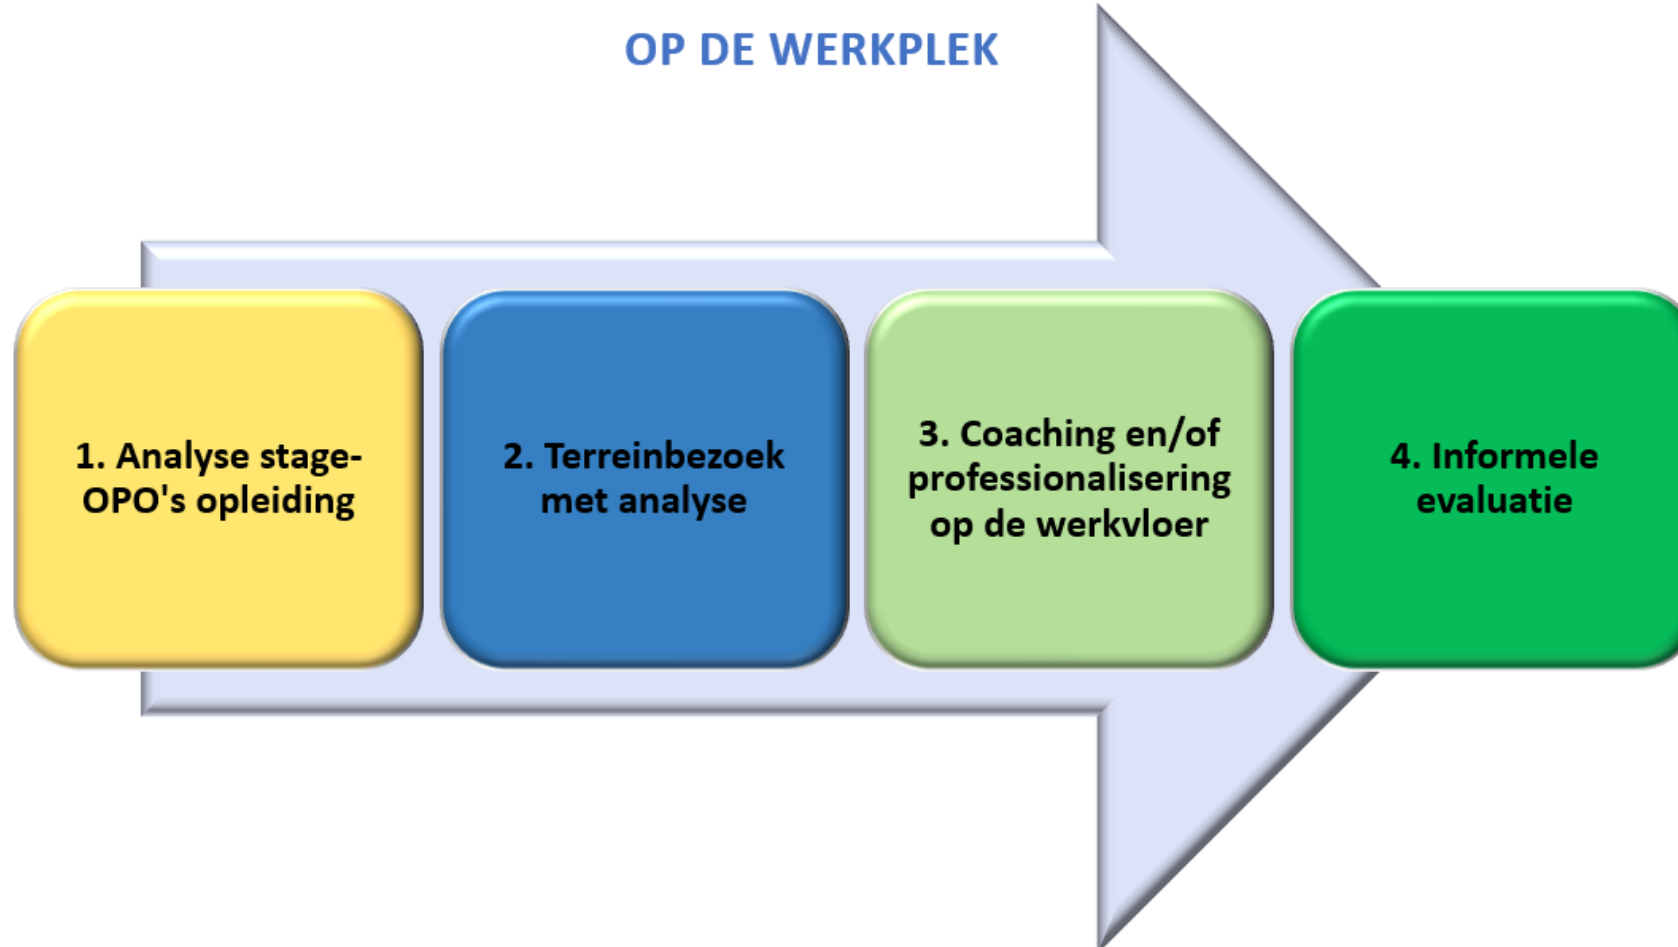 OP DE WERKPLEK
1. Analyse stage-
OPO's opleiding
2. Terreinbezoek
met analyse
3. Coaching en/of
professionalisering
op de werkvloer
4. Informele
evaluatie